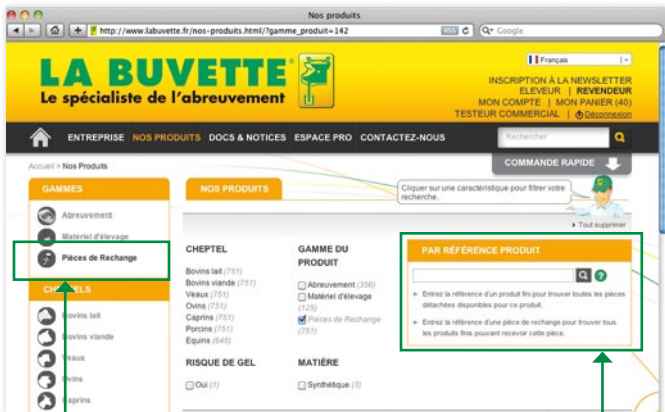 Nos produits
http://www.labuvette.fr/nos-produits.html/?gamme_produit=142
RSS
Google
Français
LA BUVETTE
Le spécialiste de l'abreuvement
INSCRIPTION À LA NEWSLETTER
ELEVEUR | REVENDEUR
MON COMPTE | MON PANIER (40)
TESTEUR COMMERCIAL | Déconnexion
ENTREPRISE NOS PRODUITS DOCS & NOTICES ESPACE PRO CONTACTEZ-NOUS
Rechercher
COMMANDE RAPIDE
Accueil > Nos Produits
GAMMES
Abreuvement
Matériel d'élevage
Pièces de Rechange
CHEPTELS
Bovins lait
Bovins viande
Veaux
Ovins
Caprins
NOS PRODUITS
Cliquer sur une caractéristique pour filtrer votre
recherche.
Tout supprimer
CHEPTEL
Bovins lait (751)
Bovins viande (751)
Veaux (751)
Ovins (751)
Caprins (751)
Porcins (751)
Equins (645)
RISQUE DE GEL
Oui (1)
GAMME DU
PRODUIT
Abreuvement (356)
Matériel d'élevage
(125)
Pièces de Rechange
(751)
MATIÈRE
Synthétique (3)
PAR RÉFÉRENCE PRODUIT
Entrez la référence d'un produit fini pour trouver toutes les pièces
détachées disponibles pour ce produit.
Entrez la référence d'une pièce de rechange pour trouver tous
les produits finis pouvant recevoir cette pièce.